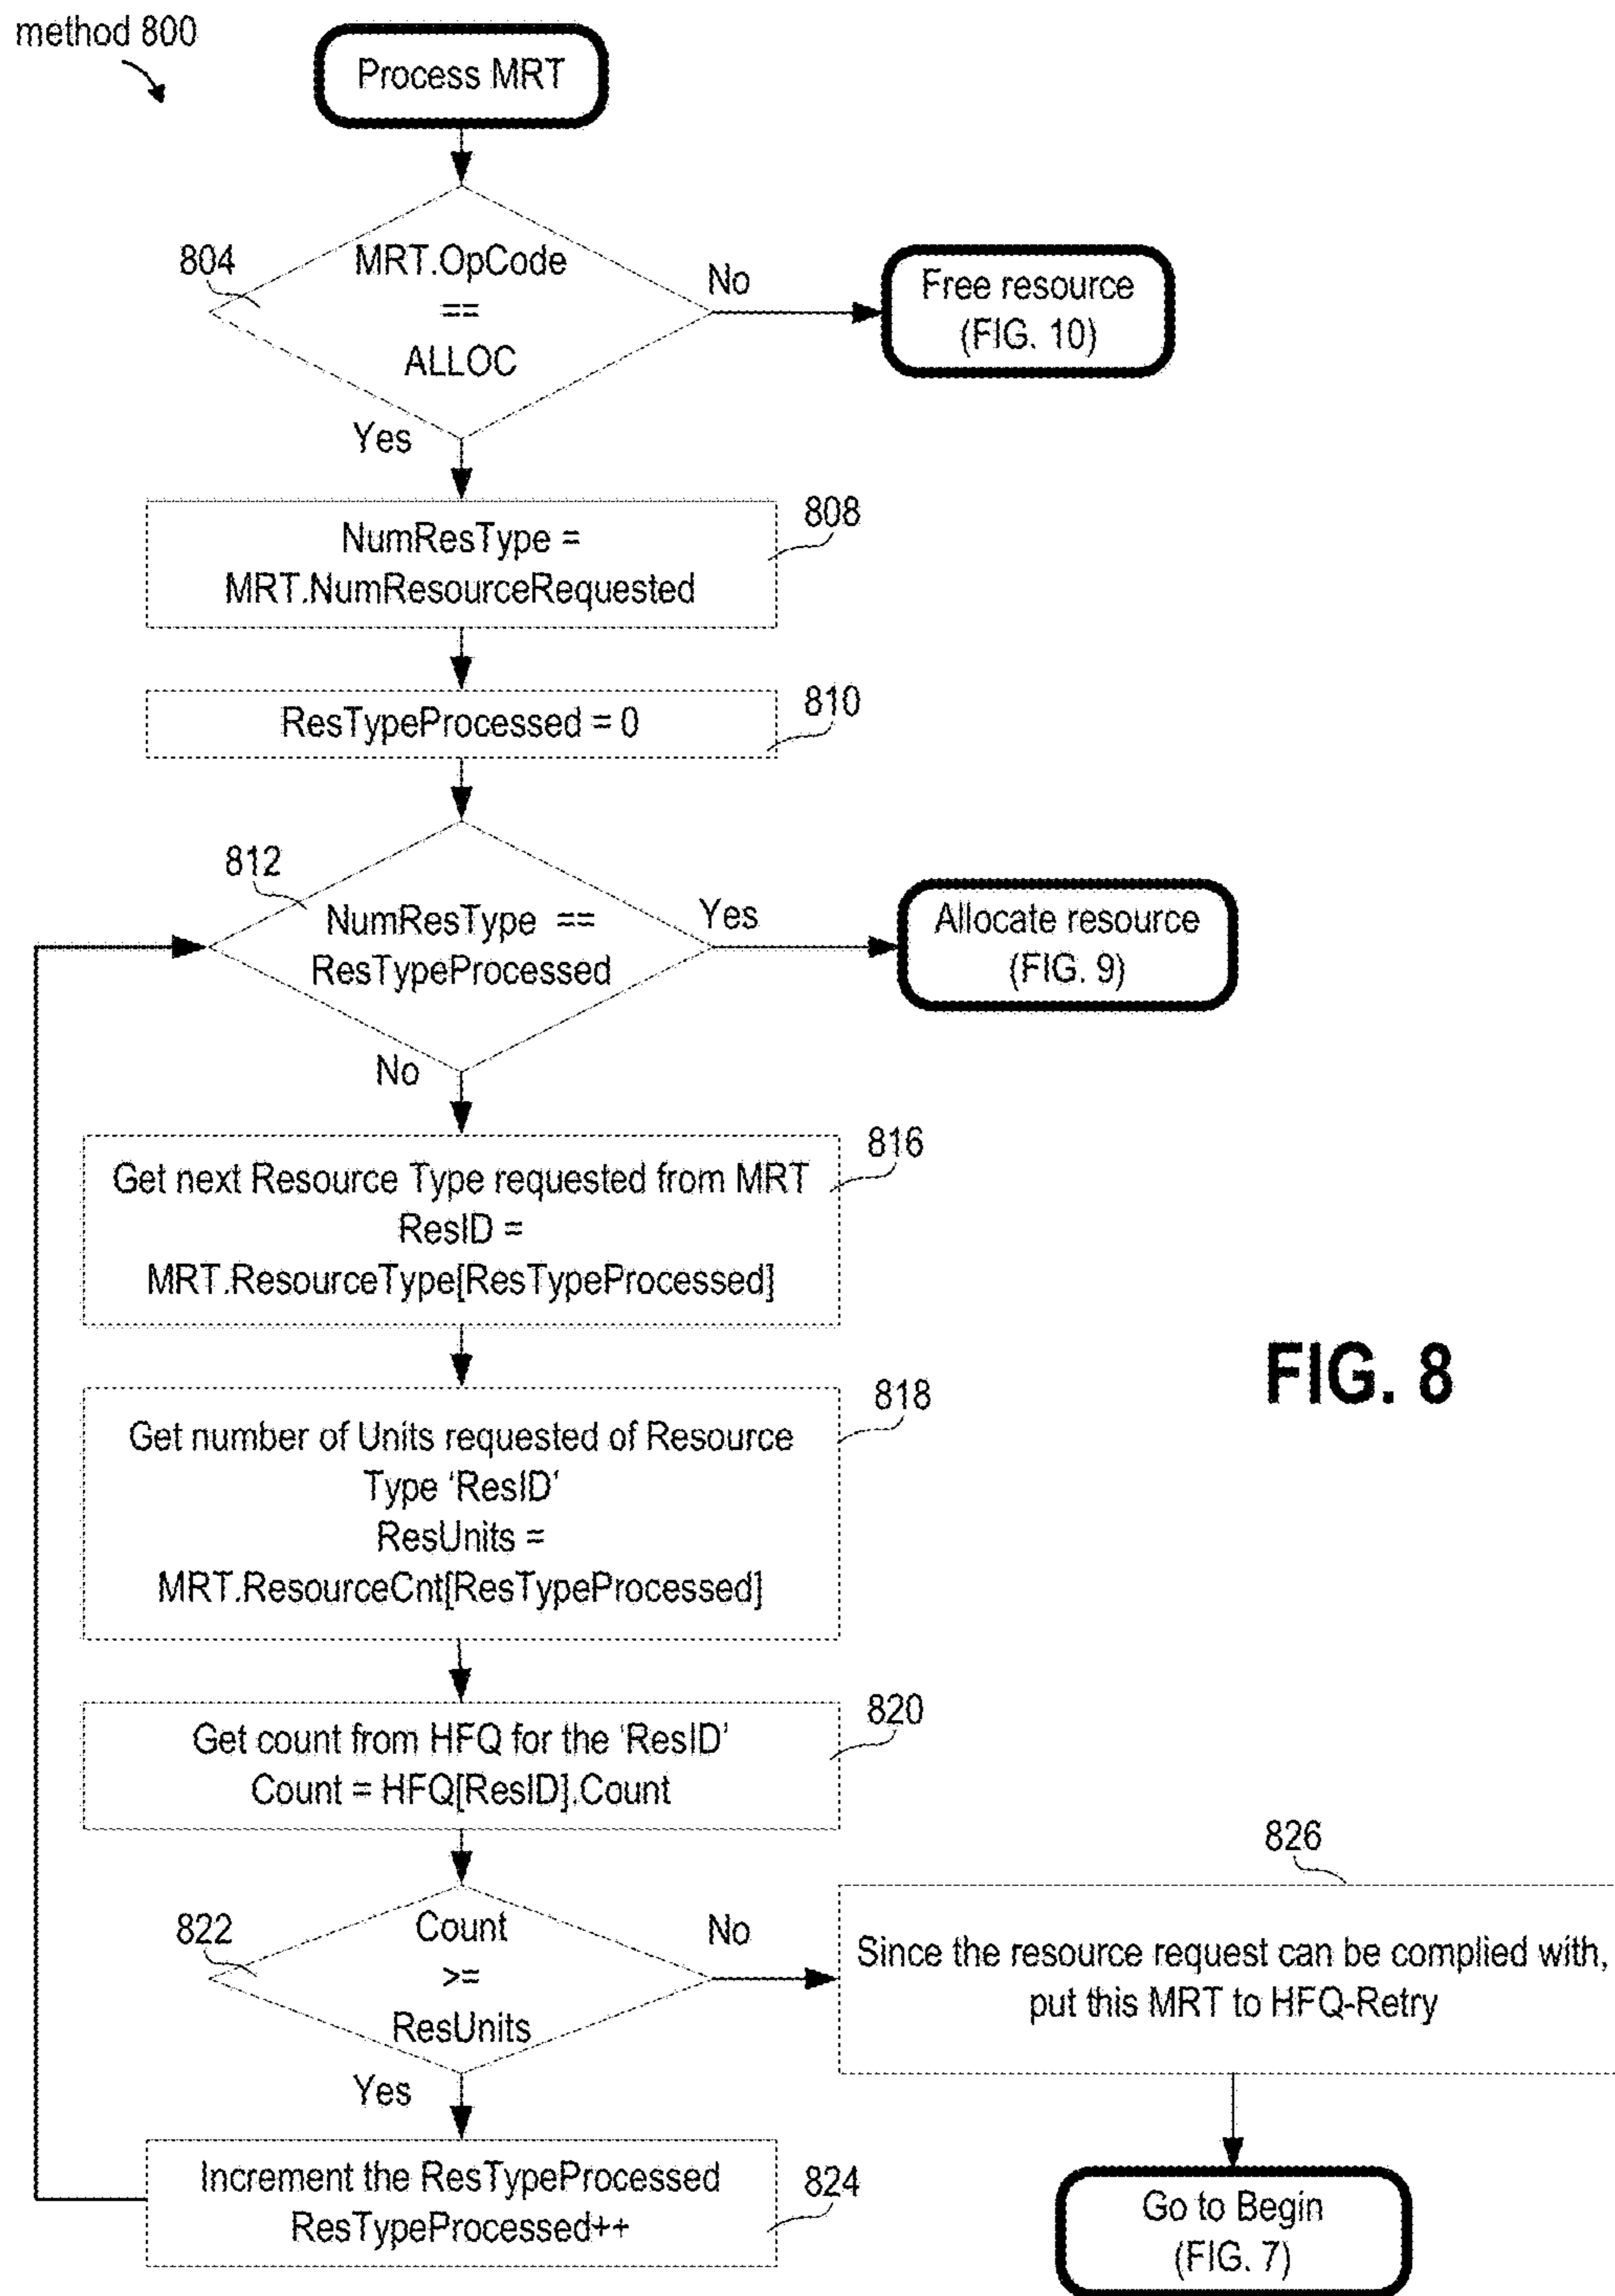 method 800
Process MRT
804
MRT.OpCode
==
ALLOC
No
Free resource
(FIG. 10)
Yes
808
NumResType =
MRT.NumResourceRequested
810
ResTypeProcessed = 0
812
NumResType ==
ResTypeProcessed
Yes
Allocate resource
(FIG. 9)
No
816
Get next Resource Type requested from MRT
ResID =
MRT.ResourceType[ResTypeProcessed]
FIG. 8
818
Get number of Units requested of Resource
Type ‘ResID’
ResUnits =
MRT.ResourceCnt[ResTypeProcessed]
820
Get count from HFQ for the ‘ResID’
Count = HFQ[ResID].Count
822
Count
>=
ResUnits
No
826
Since the resource request can be complied with,
put this MRT to HFQ-Retry
Yes
824
Increment the ResTypeProcessed
ResTypeProcessed++
Go to Begin
(FIG. 7)